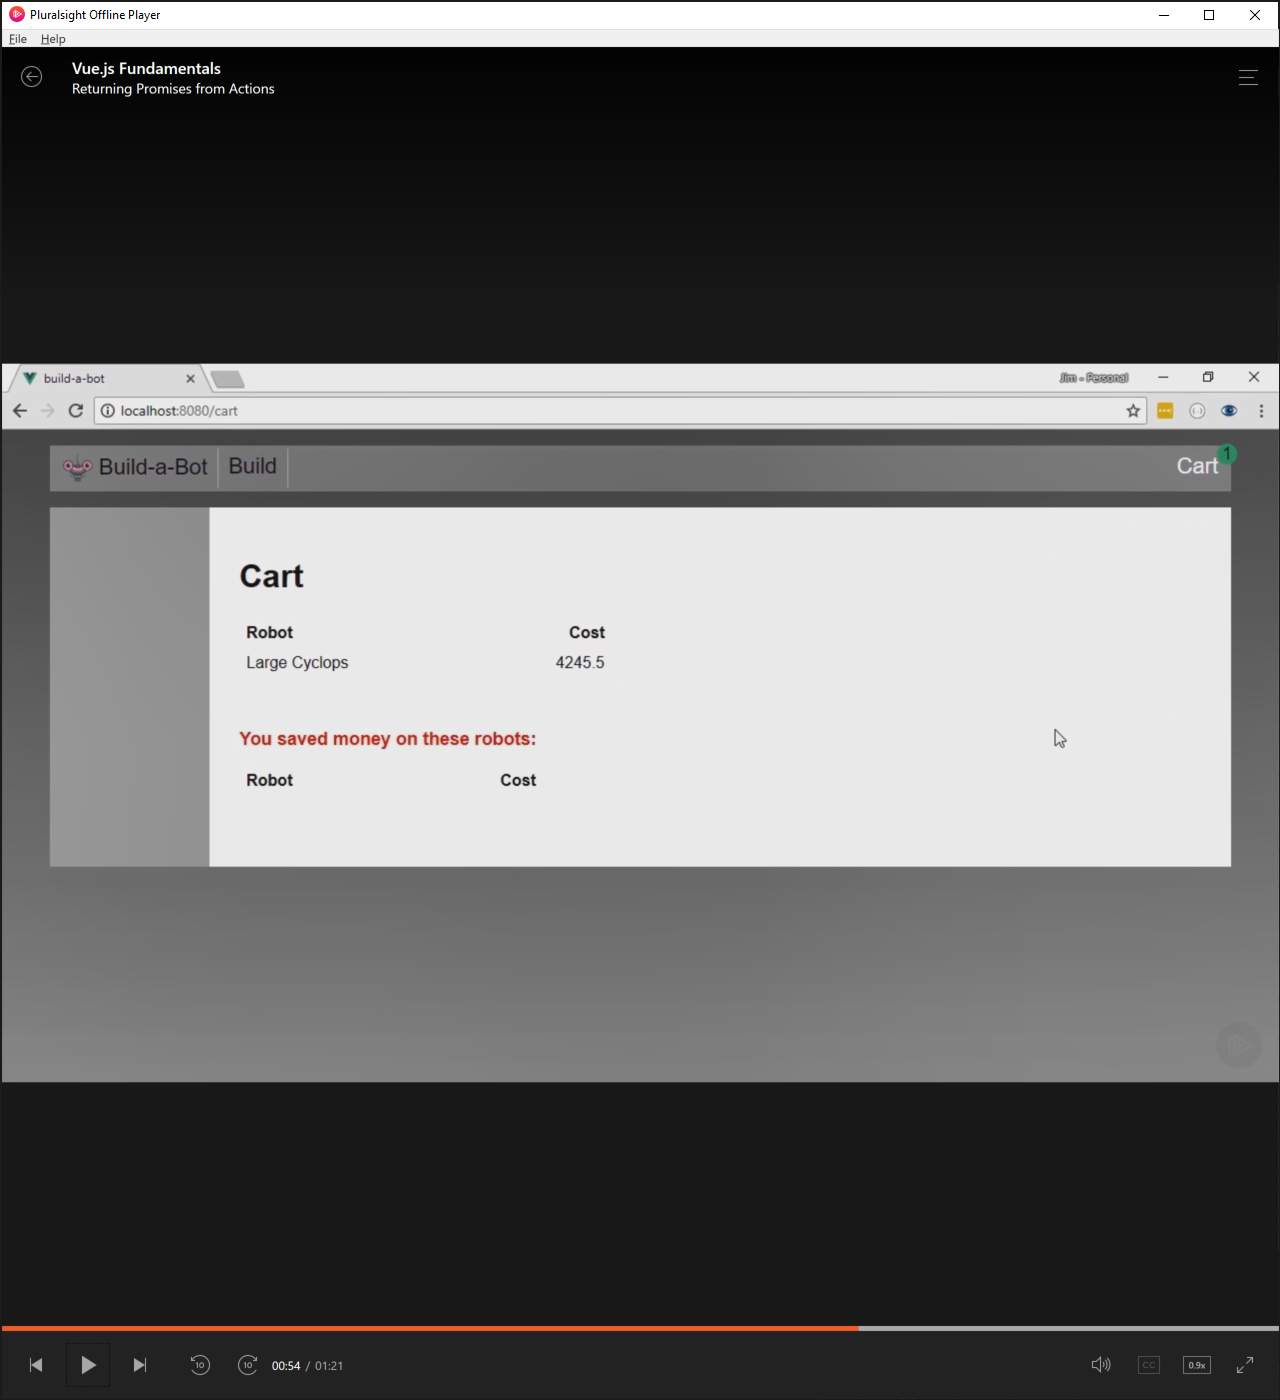 Pluralsight Offline Player
File Help
Vue.js Fundamentals
Returning Promises from Actions
build-a-bot
Jim - Personal
localhost:8080/cart
Build-a-Bot Build Cart 1
Cart
Robot Cost
Large Cyclops 4245.5
You saved money on these robots:
Robot Cost
10 10 00:54 / 01:21 CC 0.9x